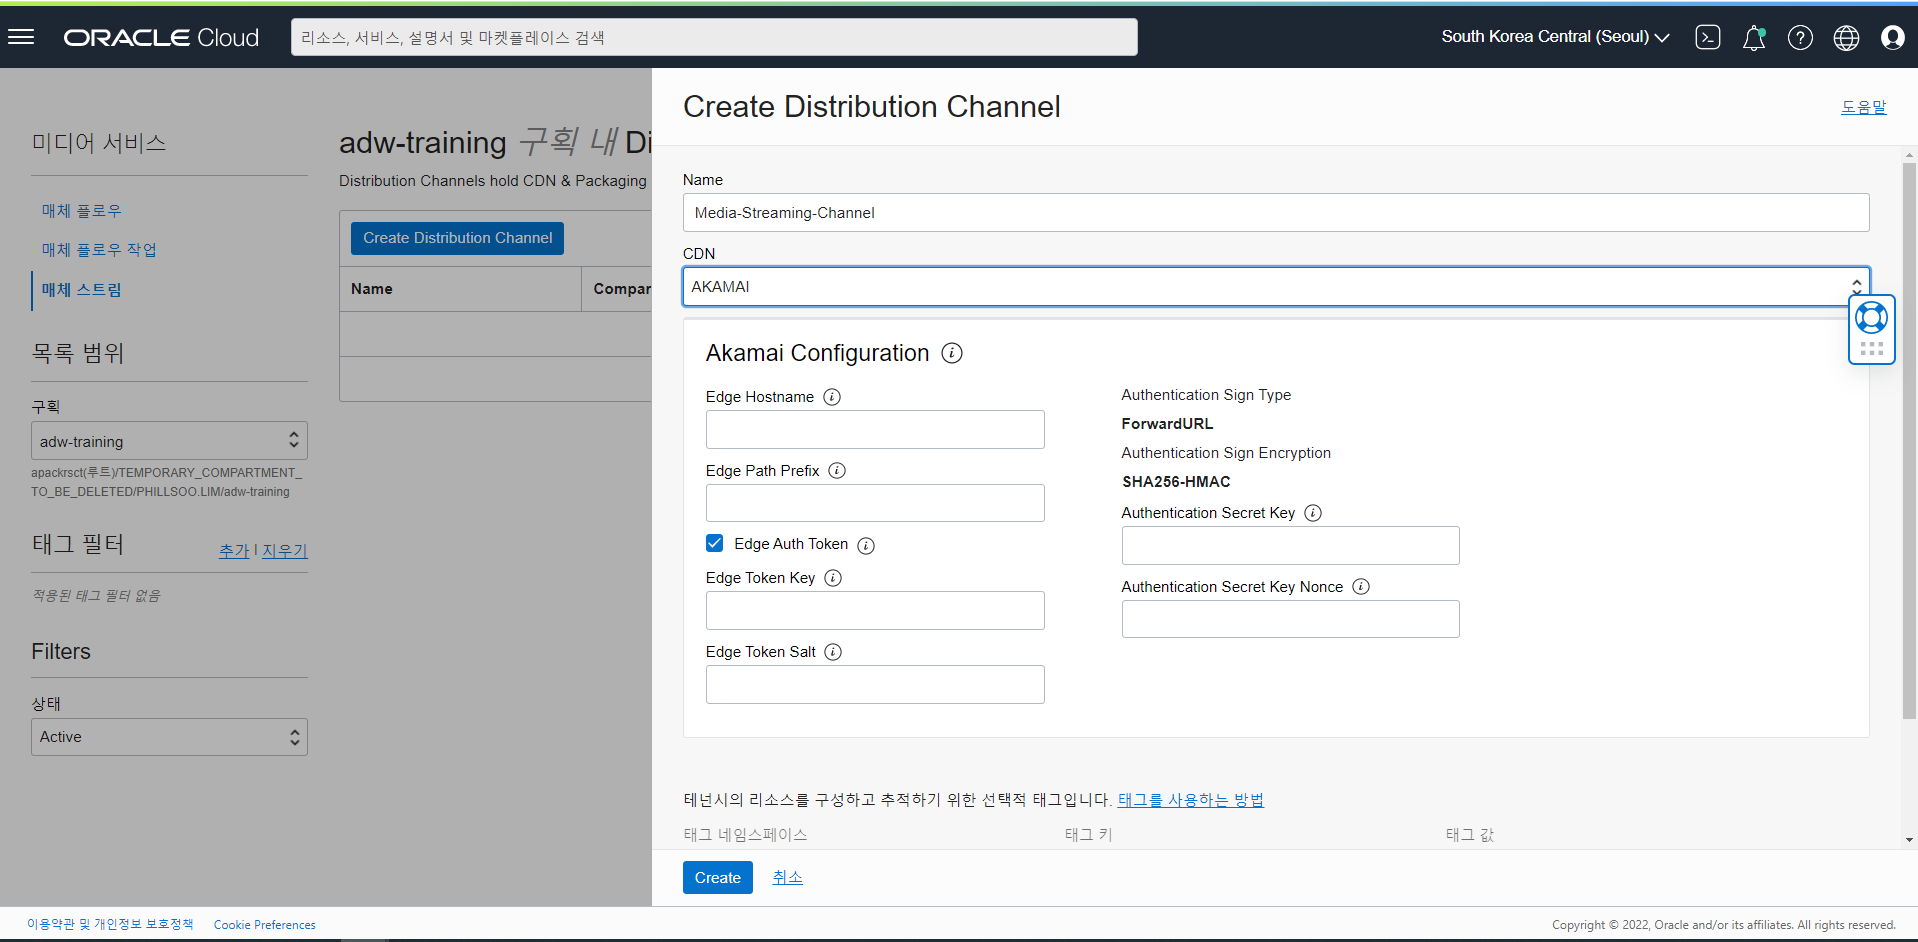 ORACLE Cloud
리소스, 서비스, 설명서 및 마켓플레이스 검색
South Korea Central (Seoul)
미디어 서비스
매체 플로우
매체 플로우 작업
매체 스트림
목록 범위
구획
adw-training
apackrsct(루트)/TEMPORARY_COMPARTMENT_
TO_BE_DELETED/PHILLSOO.LIM/adw-training
태그 필터
추가 | 지우기
적용된 태그 필터 없음
Filters
상태
Active
adw-training 구획 내 Di
Distribution Channels hold CDN & Packaging
Create Distribution Channel
Name
Compar
Create Distribution Channel
도움말
Name
Media-Streaming-Channel
CDN
AKAMAI
Akamai Configuration
Edge Hostname
Edge Path Prefix
Edge Auth Token
Edge Token Key
Edge Token Salt
Authentication Sign Type
ForwardURL
Authentication Sign Encryption
SHA256-HMAC
Authentication Secret Key
Authentication Secret Key Nonce
테넌시의 리소스를 구성하고 추적하기 위한 선택적 태그입니다. 태그를 사용하는 방법
태그 네임스페이스
태그 키
태그 값
Create
취소
이용약관 및 개인정보 보호정책
Cookie Preferences
Copyright © 2022, Oracle and/or its affiliates. All rights reserved.